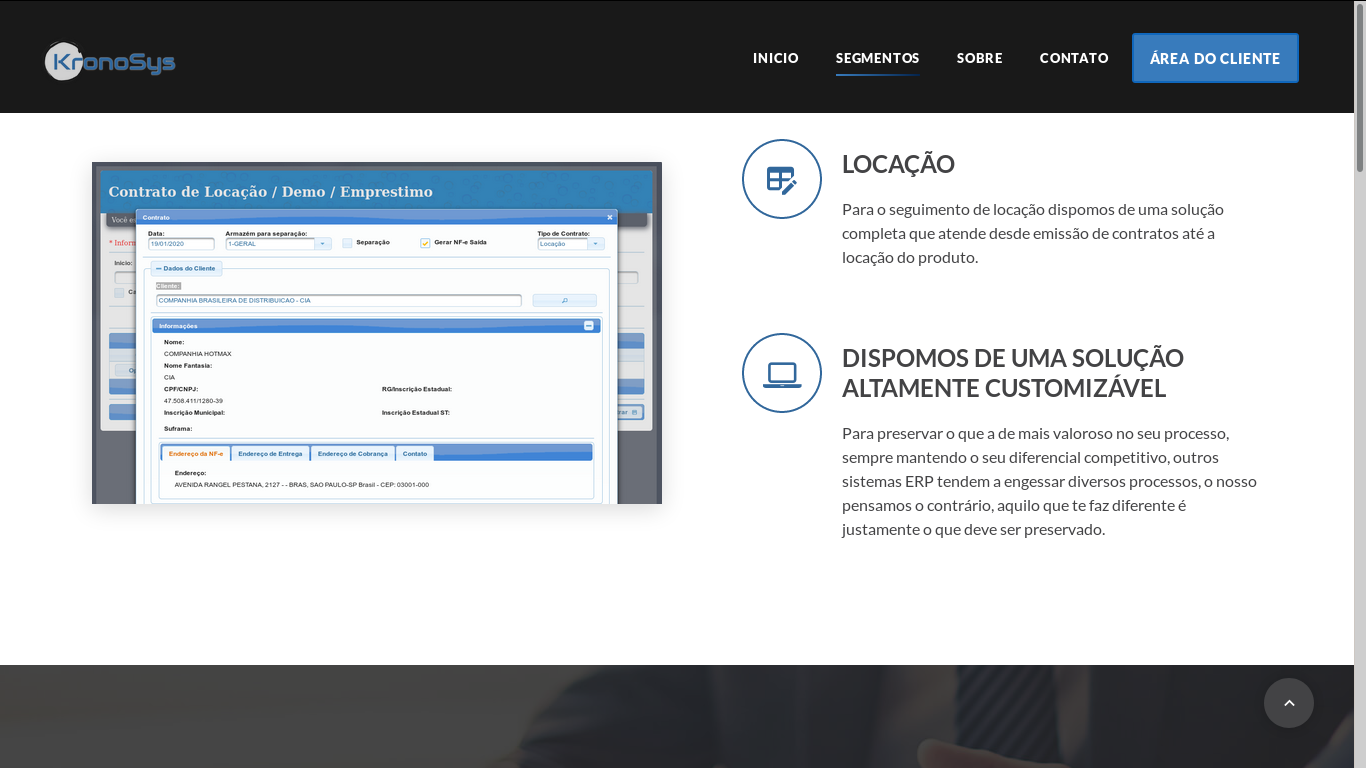 KronoSys
INICIO
SEGMENTOS
SOBRE
CONTATO
ÁREA DO CLIENTE
Contrato de Locação / Demo / Emprestimo
Você es
* Inform
Inicio:
Ca
Contrato
Data:
Armazém para separação:
Tipo de Contrato:
19/01/2020
1-GERAL
Separação
Gerar NF-e Saida
Locação
Dados do Cliente
Cliente:
COMPANHIA BRASILEIRA DE DISTRIBUICAO - CIA
Informações
Nome:
COMPANHIA HOTMAX
Nome Fantasia:
CIA
CPF/CNPJ:
RG/Inscrição Estadual:
47.508.411/1280-39
Inscrição Municipal:
Inscrição Estadual ST:
Suframa:
Endereço da NF-e
Endereço de Entrega
Endereço de Cobrança
Contato
Endereço:
AVENIDA RANGEL PESTANA, 2127 - - BRAS, SAO PAULO-SP Brasil - CEP: 03001-000
LOCAÇÃO
Para o seguimento de locação dispomos de uma solução
completa que atende desde emissão de contratos até a
locação do produto.
DISPOMOS DE UMA SOLUÇÃO
ALTAMENTE CUSTOMIZÁVEL
Para preservar o que a de mais valoroso no seu processo,
sempre mantendo o seu diferencial competitivo, outros
sistemas ERP tendem a engessar diversos processos, o nosso
pensamos o contrário, aquilo que te faz diferente é
justamente o que deve ser preservado.